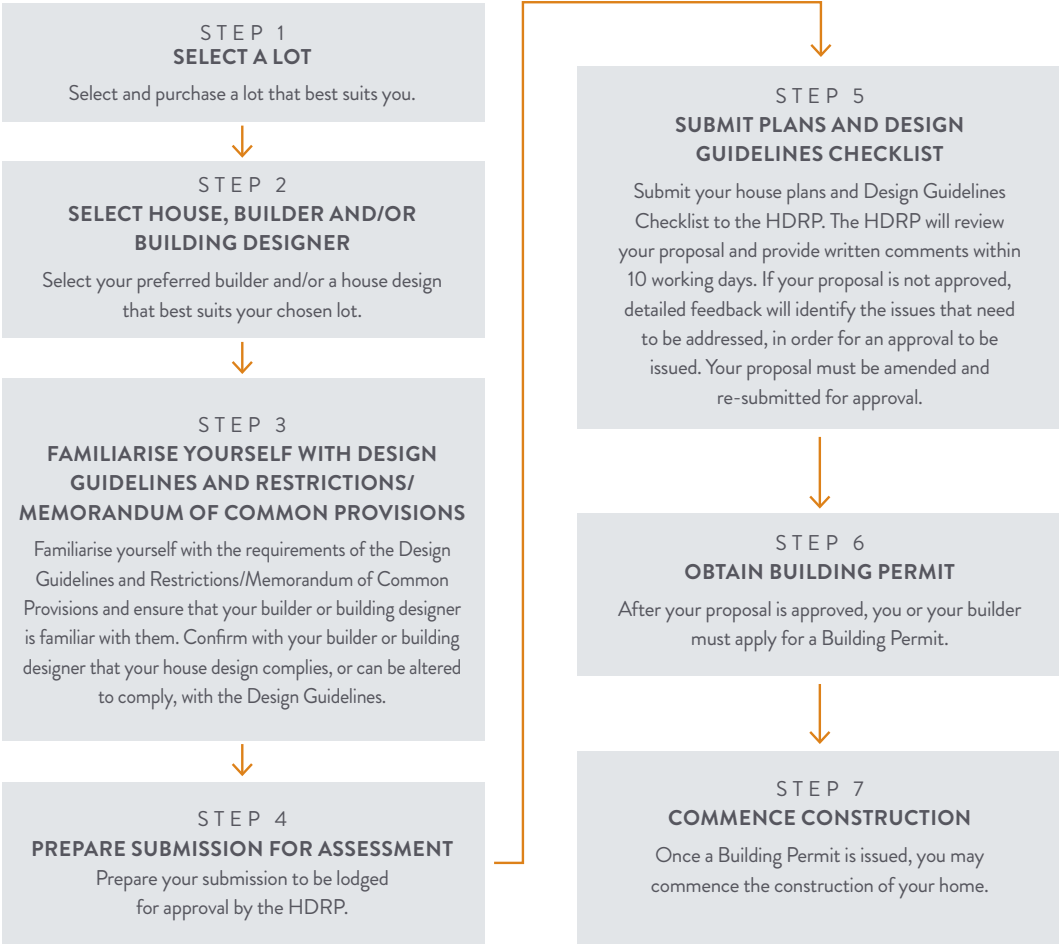 STEP 1
SELECT A LOT
Select and purchase a lot that best suits you.
STEP 2
SELECT HOUSE, BUILDER AND/OR
BUILDING DESIGNER
Select your preferred builder and/or a house design
that best suits your chosen lot.
STEP 3
FAMILIARISE YOURSELF WITH DESIGN
GUIDELINES AND RESTRICTIONS/
MEMORANDUM OF COMMON PROVISIONS
Familiarise yourself with the requirements of the Design
Guidelines and Restrictions/Memorandum of Common
Provisions and ensure that your builder or building designer
is familiar with them. Confirm with your builder or building
designer that your house design complies, or can be altered
to comply, with the Design Guidelines.
STEP 4
PREPARE SUBMISSION FOR ASSESSMENT
Prepare your submission to be lodged
for approval by the HDRP.
STEP 5
SUBMIT PLANS AND DESIGN
GUIDELINES CHECKLIST
Submit your house plans and Design Guidelines
Checklist to the HDRP. The HDRP will review
your proposal and provide written comments within
10 working days. If your proposal is not approved,
detailed feedback will identify the issues that need
to be addressed, in order for an approval to be
issued. Your proposal must be amended and
re-submitted for approval.
STEP 6
OBTAIN BUILDING PERMIT
After your proposal is approved, you or your builder
must apply for a Building Permit.
STEP 7
COMMENCE CONSTRUCTION
Once a Building Permit is issued, you may
commence the construction of your home.